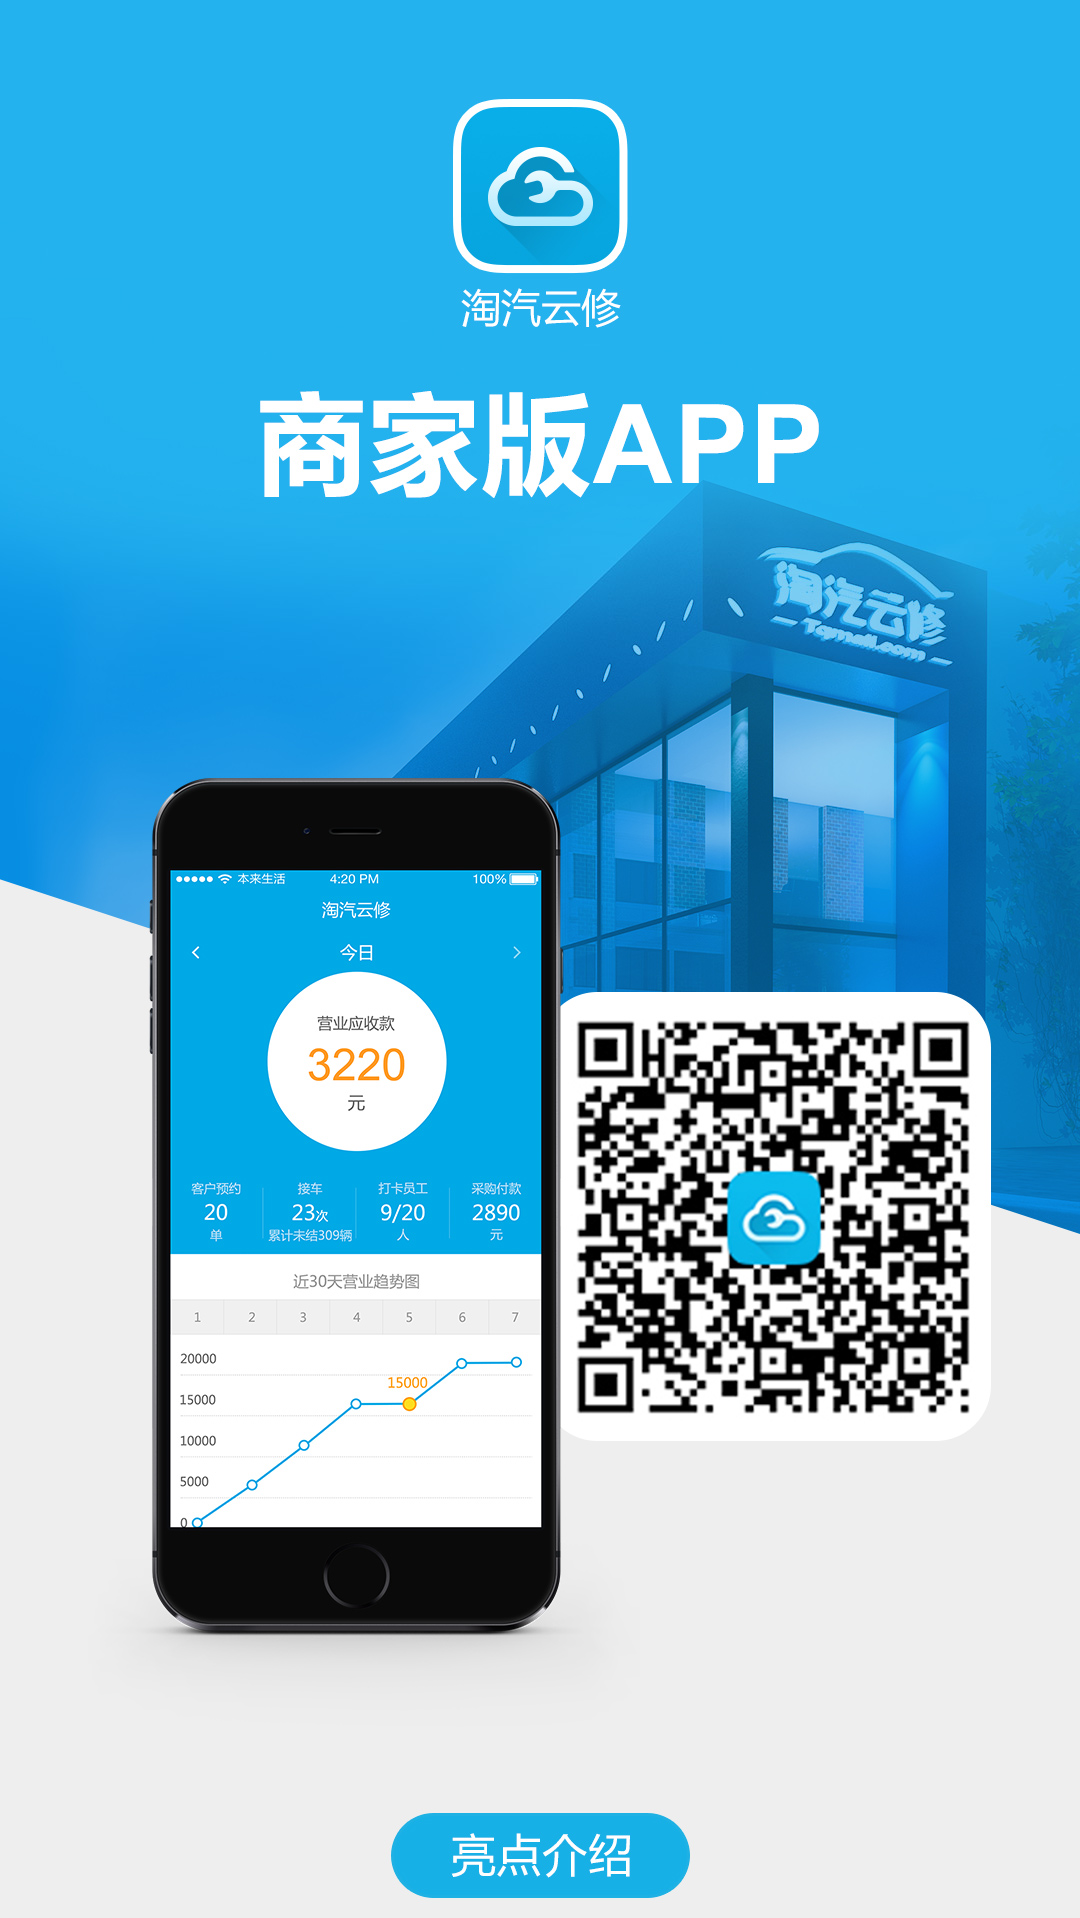 淘汽云修
商家版APP
淘汽云修
Tqmall.com
本来生活 4:20 PM 100%
淘汽云修
今日
营业应收款
3220
元
客户预约 接车 打卡员工 采购付款
20 23次 9/20 2890
单 累计未结309辆 人 元
近30天营业趋势图
1 2 3 4 5 6 7
20000
15000
15000
10000
5000
0
亮点介绍